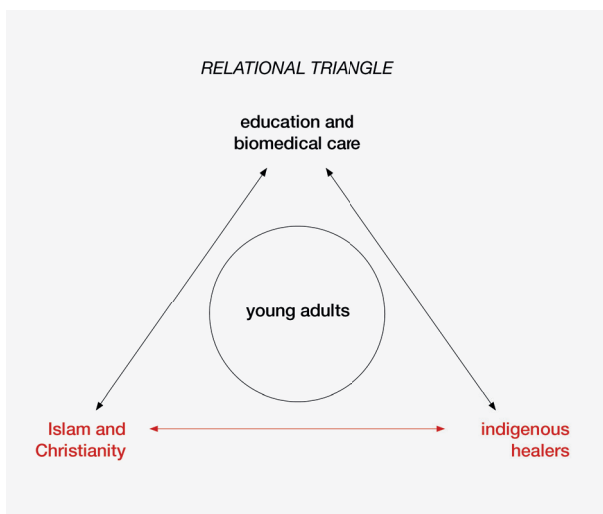 RELATIONAL TRIANGLE
education and
biomedical care
young adults
Islam and
Christianity
indigenous
healers